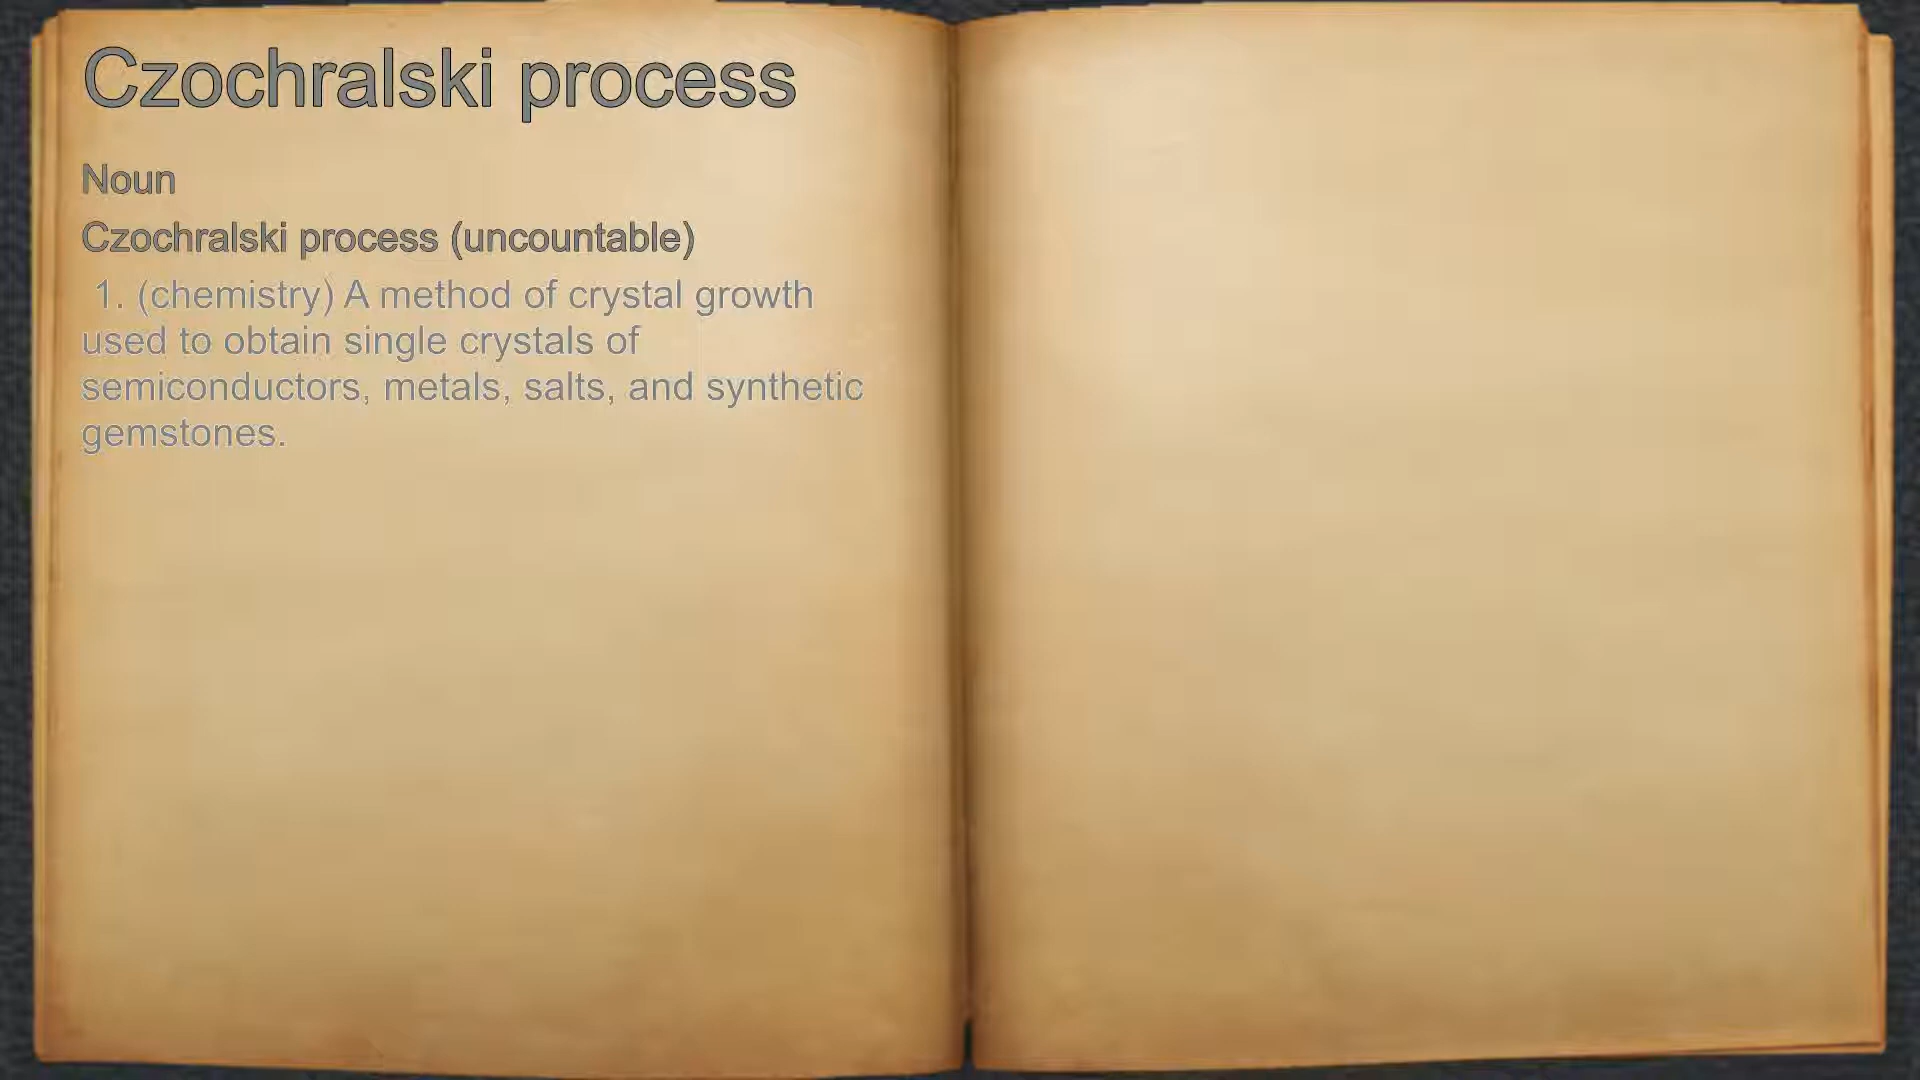 Czochralski process
Noun
Czochralski process (uncountable)
1. (chemistry) A method of crystal growth
used to obtain single crystals of
semiconductors, metals, salts, and synthetic
gemstones.